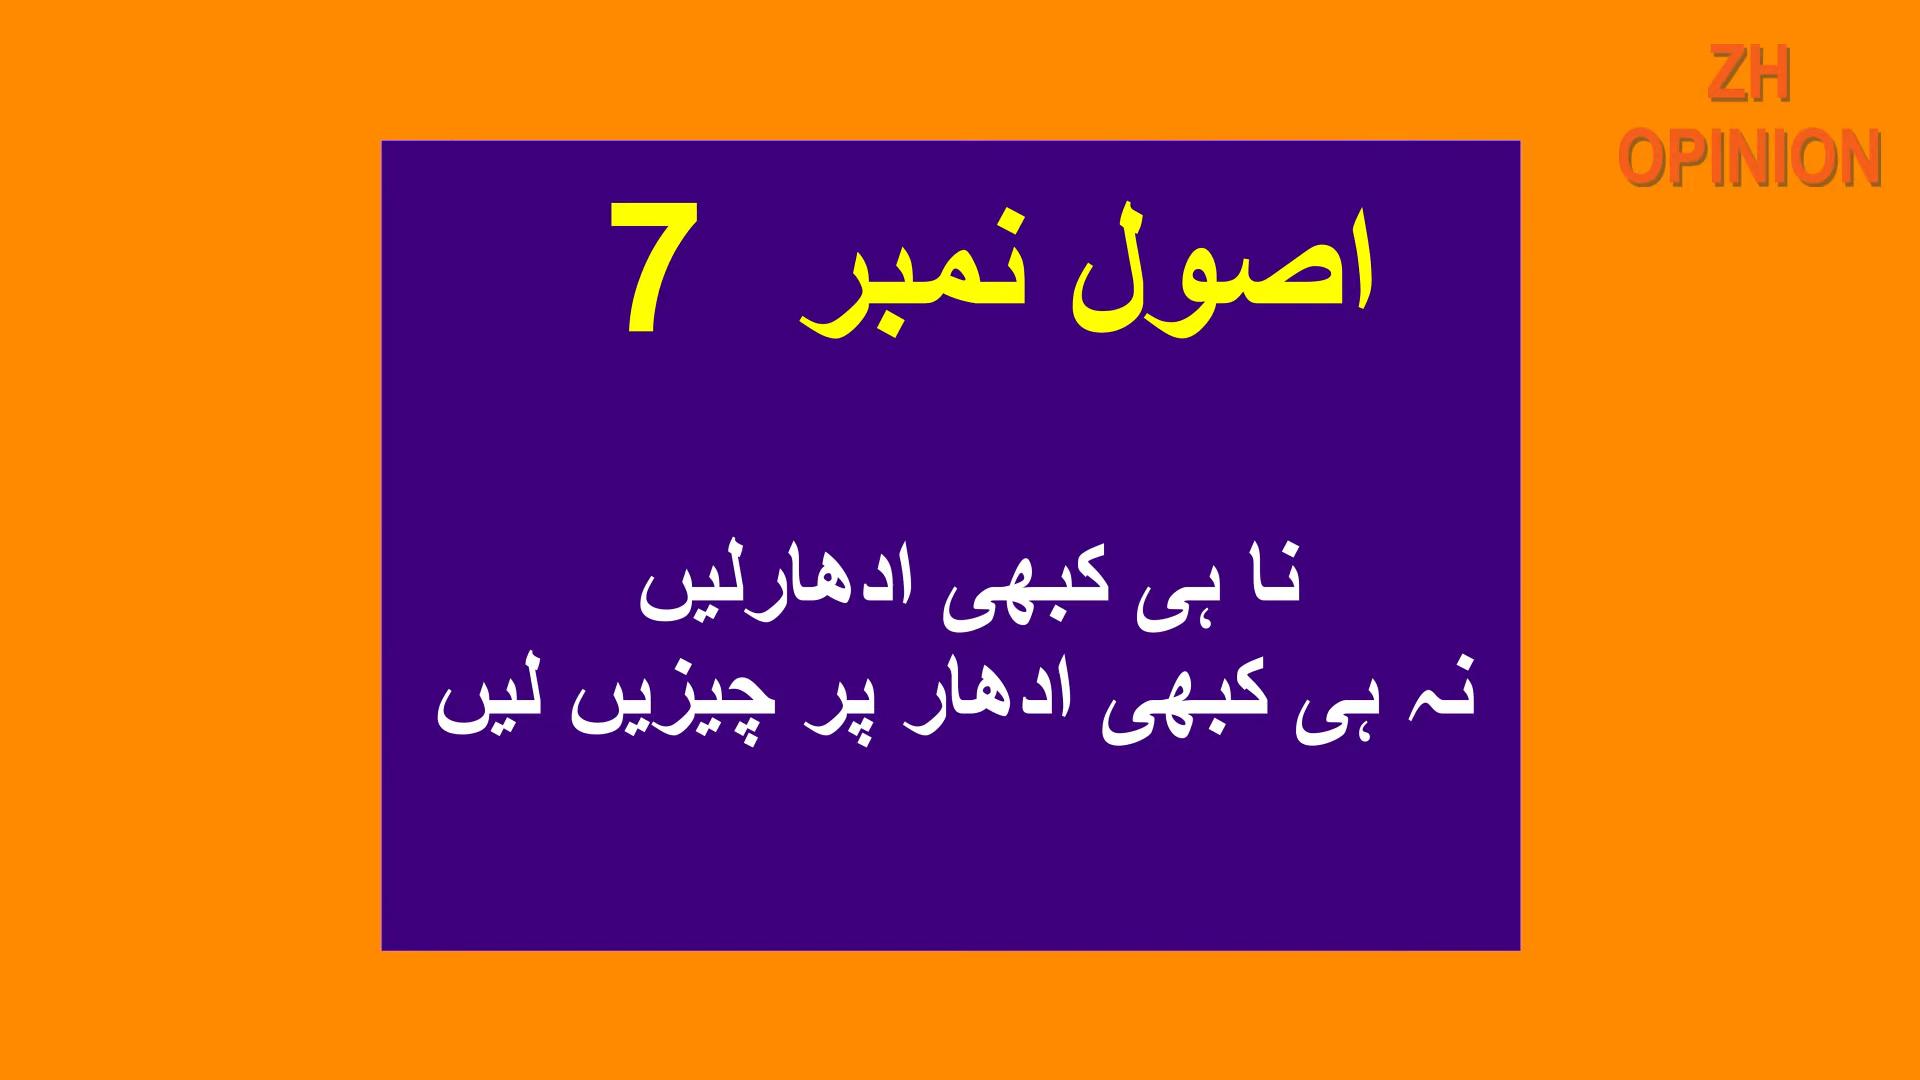 ZH
OPINION
اصول نمبر 7
نا ہی کبھی ادھارلیں
نہ ہی کبھی ادھار پر چیزیں لیں